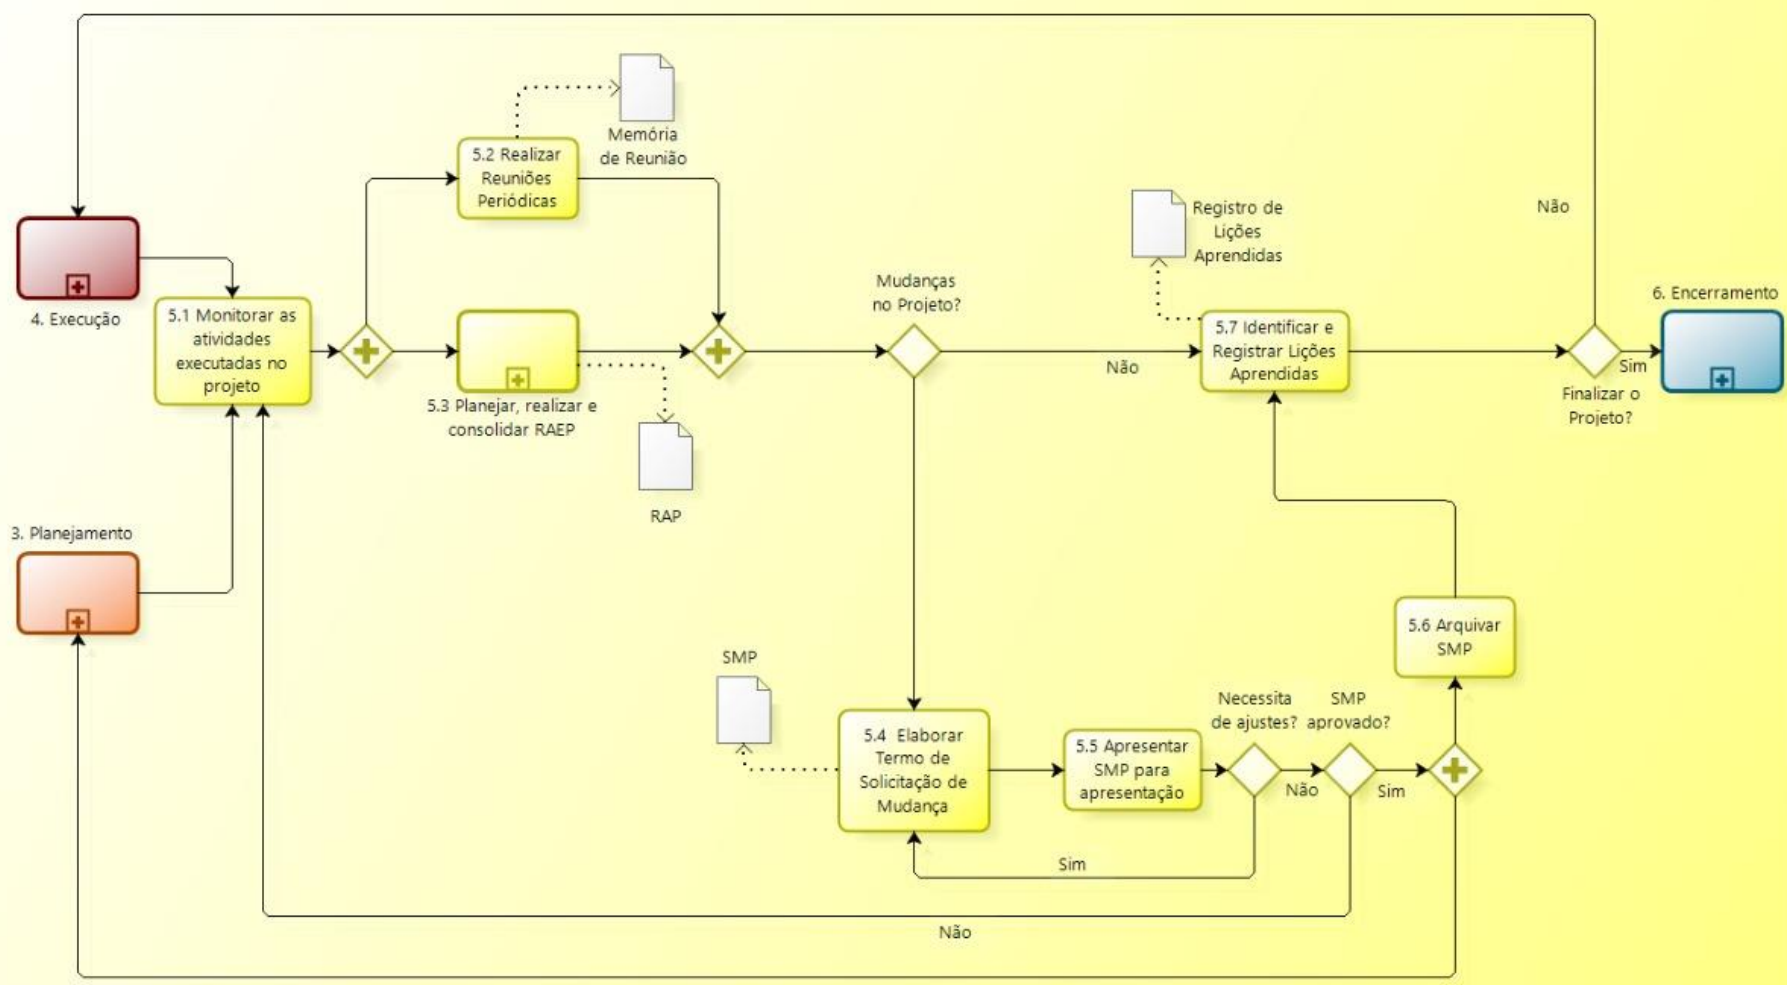 Memória
de Reunião
5.2 Realizar
Reuniões
Periódicas
Registro de
Lições
Aprendidas
Não
4. Execução
5.1 Monitorar as
atividades
executadas no
projeto
Mudanças
no Projeto?
6. Encerramento
5.3 Planejar, realizar e
consolidar RAEP
Não
5.7 Identificar e
Registrar Lições
Aprendidas
Sim
Finalizar o
Projeto?
RAP
3. Planejamento
5.6 Arquivar
SMP
SMP
5.4 Elaborar
Termo de
Solicitação de
Mudança
5.5 Apresentar
SMP para
apresentação
Necessita
de ajustes?
SMP
aprovado?
Não
Sim
Sim
Não